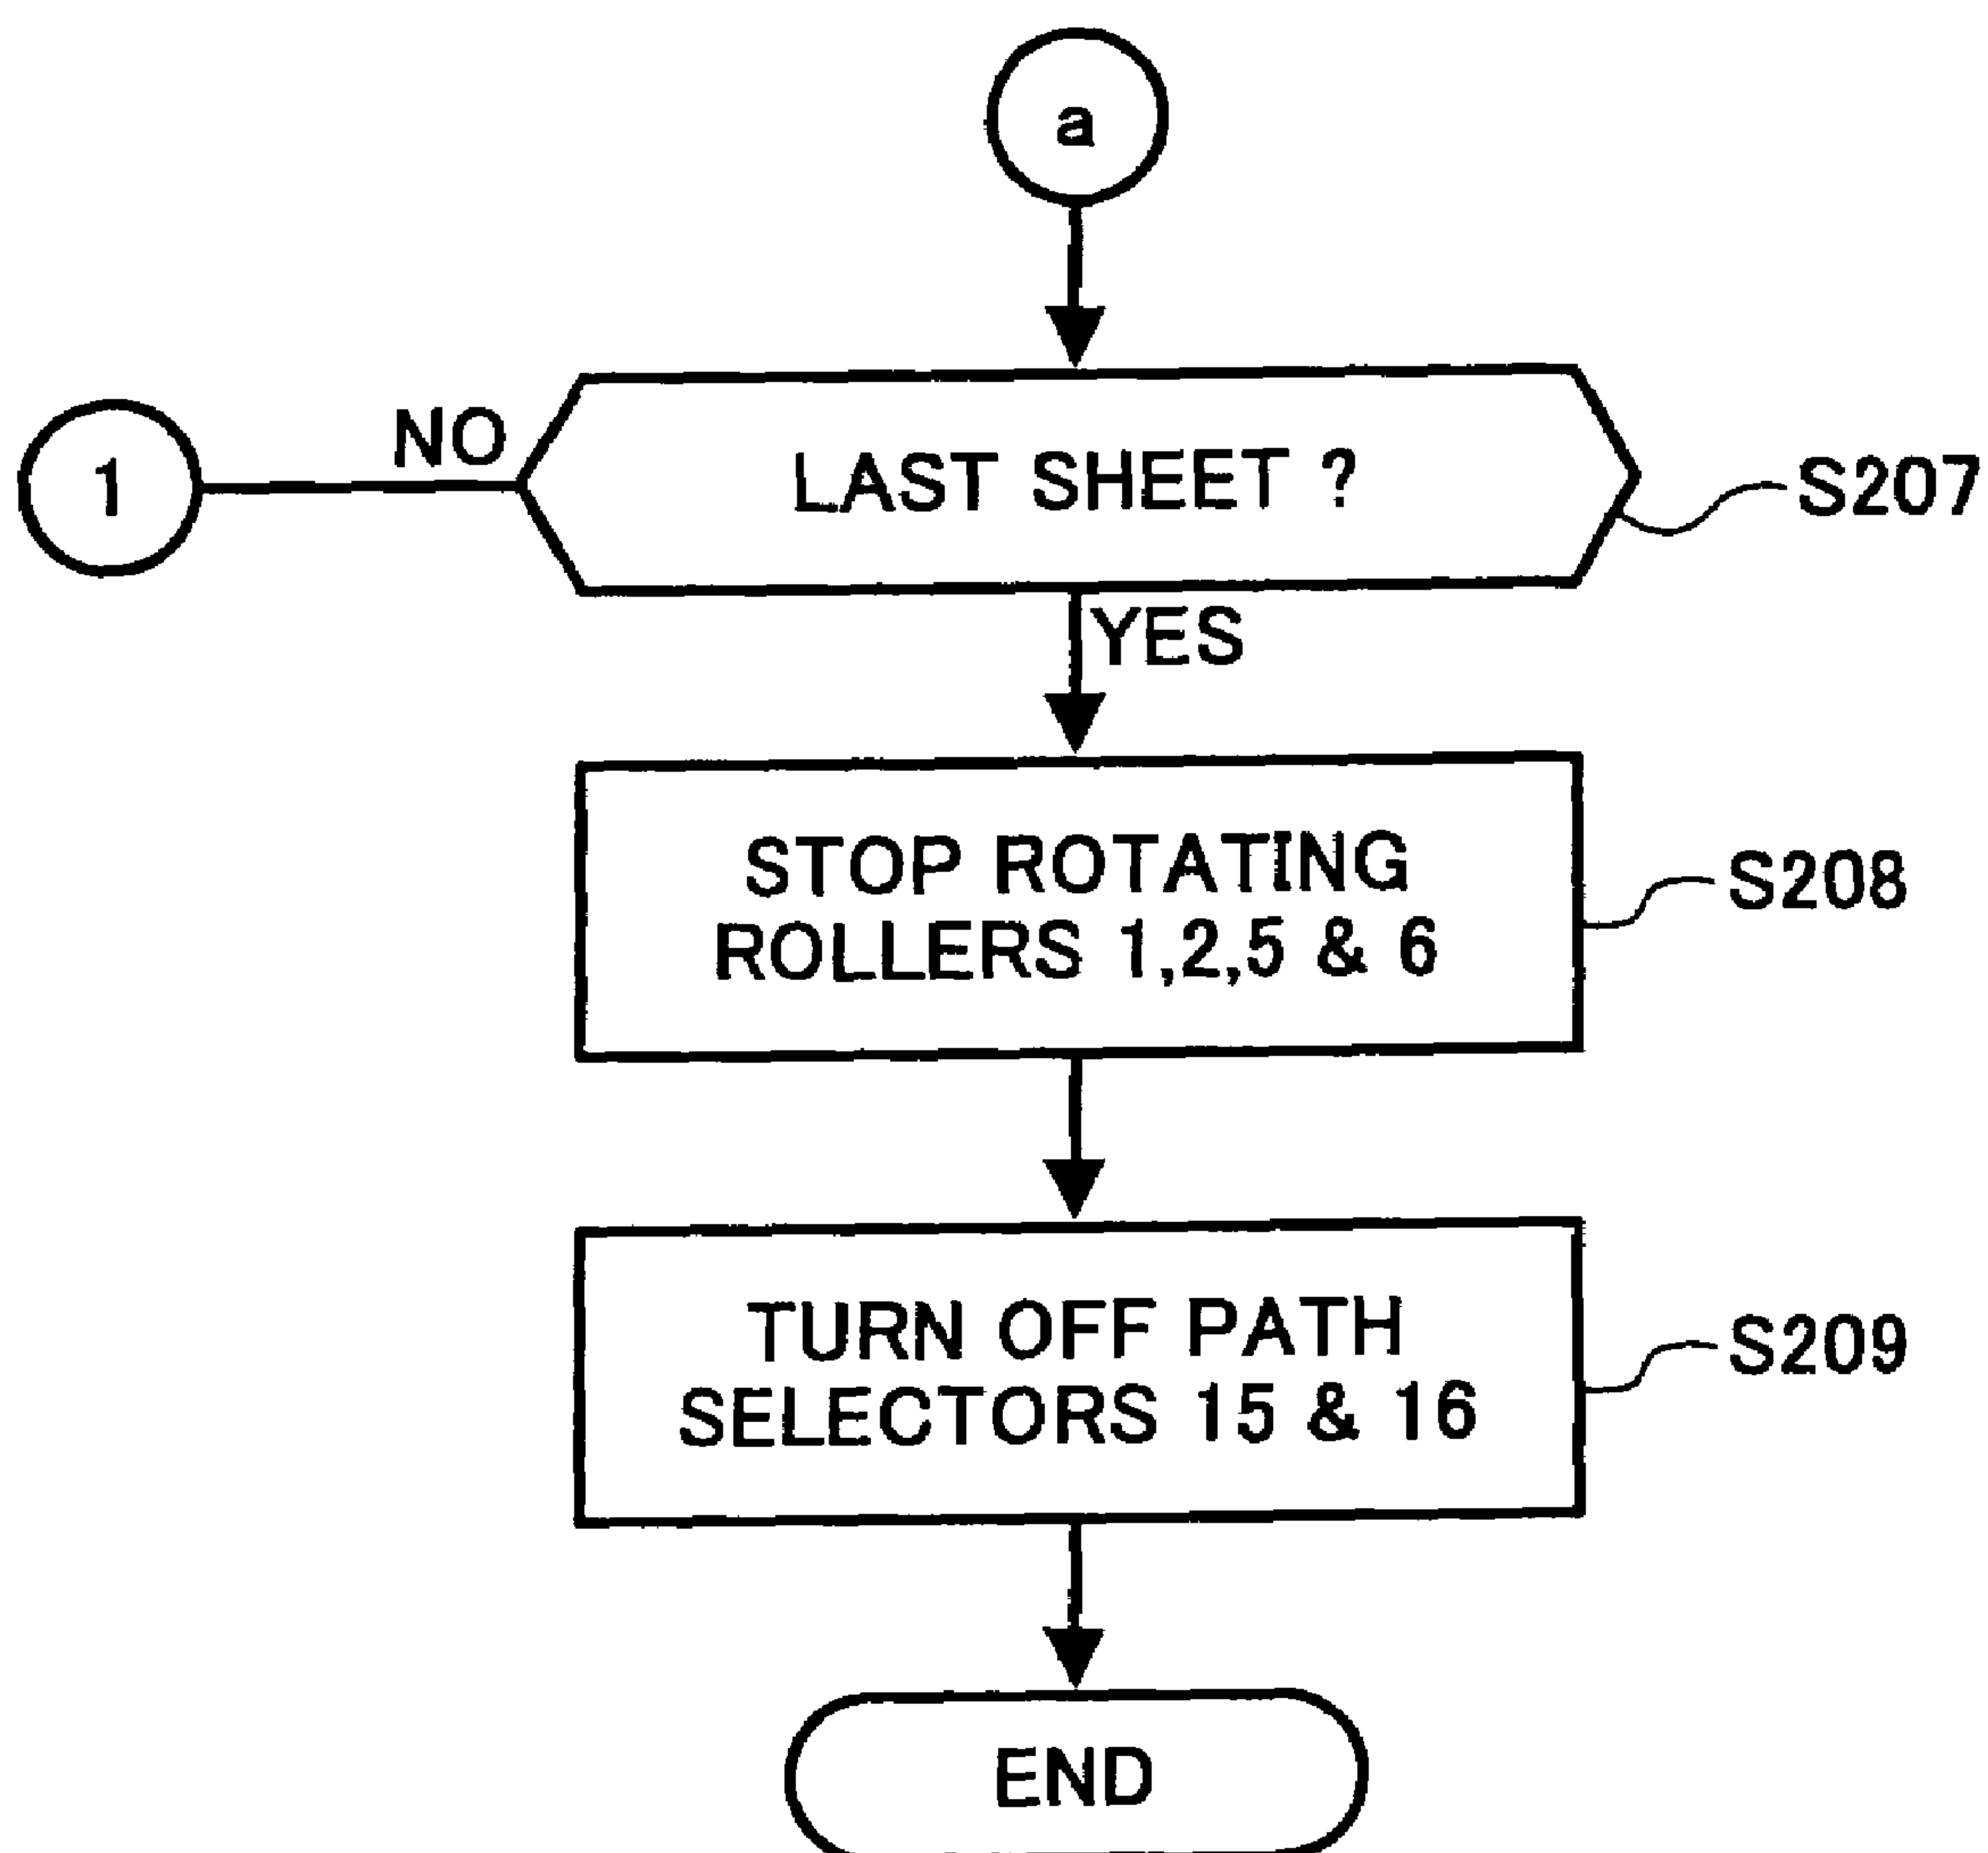 a
1
NO
LAST SHEET ?
S207
YES
STOP ROTATING
ROLLERS 1,2,5 & 6
S208
TURN OFF PATH
SELECTORS 15 & 16
S209
END